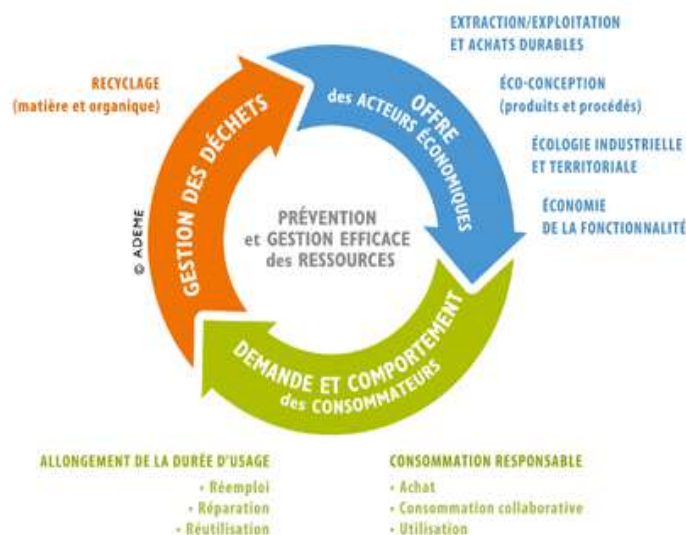 EXTRACTION/EXPLOITATION
ET ACHATS DURABLES
ÉCO-CONCEPTION
(produits et procédés)
ÉCOLOGIE INDUSTRIELLE
ET TERRITORIALE
ÉCONOMIE
DE LA FONCTIONNALITÉ
OFFRE
des ACTEURS ÉCONOMIQUES
RECYCLAGE
(matière et organique)
GESTION DES DÉCHETS
PRÉVENTION
et GESTION EFFICACE
des RESSOURCES
© ADEME
DEMANDE ET COMPORTEMENT
des CONSOMMATEURS
ALLONGEMENT DE LA DURÉE D'USAGE
• Réemploi
• Réparation
• Réutilisation
CONSOMMATION RESPONSABLE
• Achat
• Consommation collaborative
• Utilisation